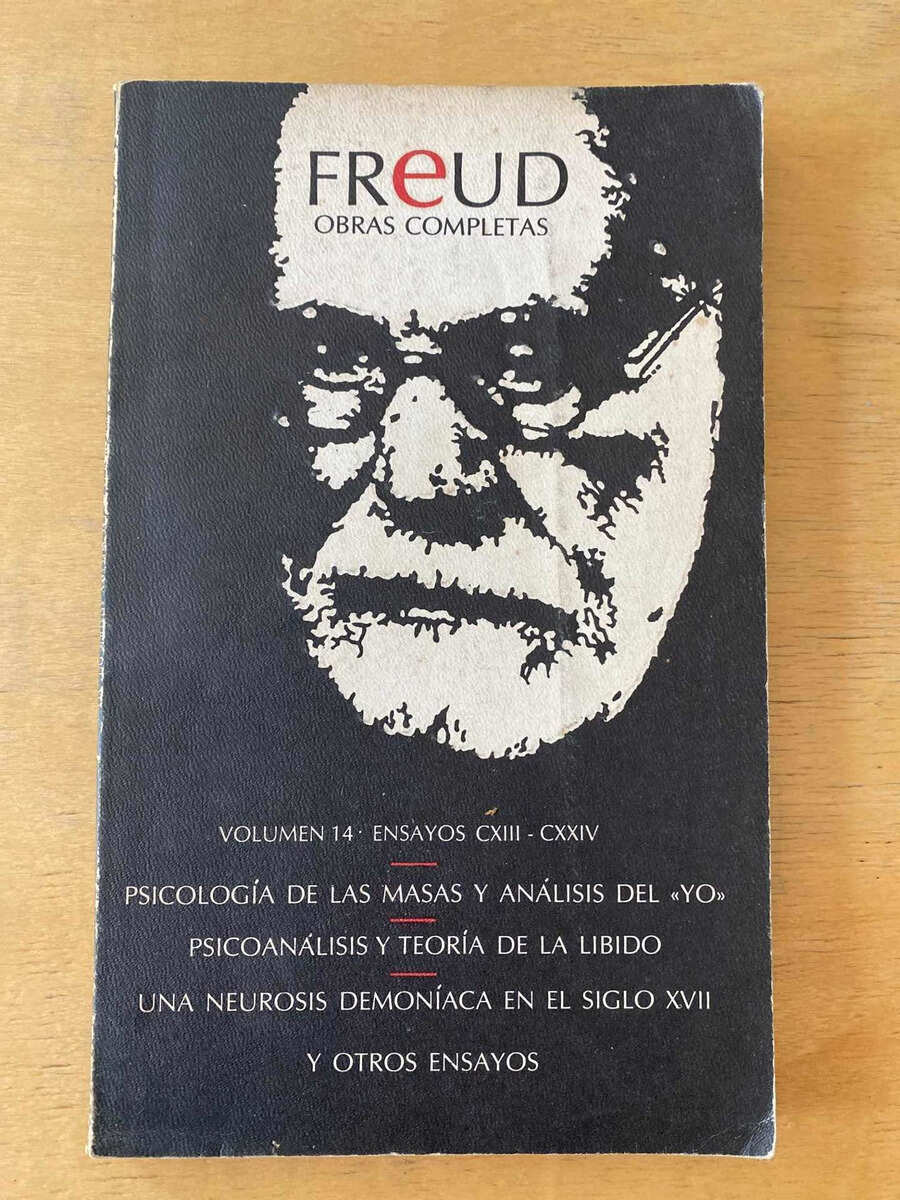 FReUD
OBRAS COMPLETAS
VOLUMEN 14· ENSAYOS CXIII - CXXIV
PSICOLOGÍA DE LAS MASAS Y ANÁLISIS DEL «YO»
PSICOANÁLISIS Y TEORÍA DE LA LIBIDO
UNA NEUROSIS DEMONÍACA EN EL SIGLO XVII
Y OTROS ENSAYOS